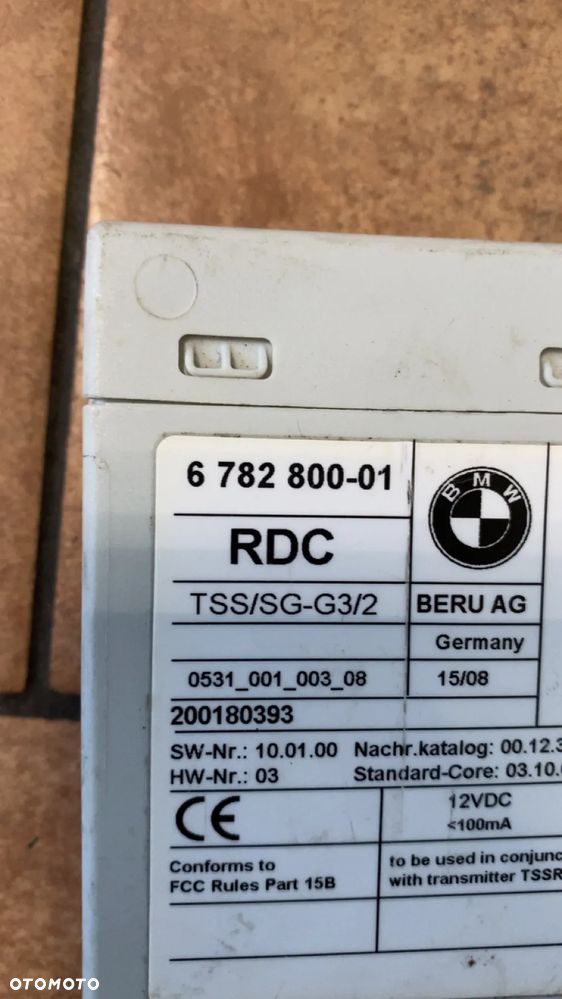 6 782 800-01
BMW
RDC
TSS/SG-G3/2
BERU AG
Germany
0531_001_003_08
15/08
200180393
SW-Nr.: 10.01.00 Nachr.katalog: 00.12.3
HW-Nr.: 03 Standard-Core: 03.10.
CE
12VDC
<100mA
Conforms to
FCC Rules Part 15B
to be used in conjunc
with transmitter TSSR
OTOMOTO